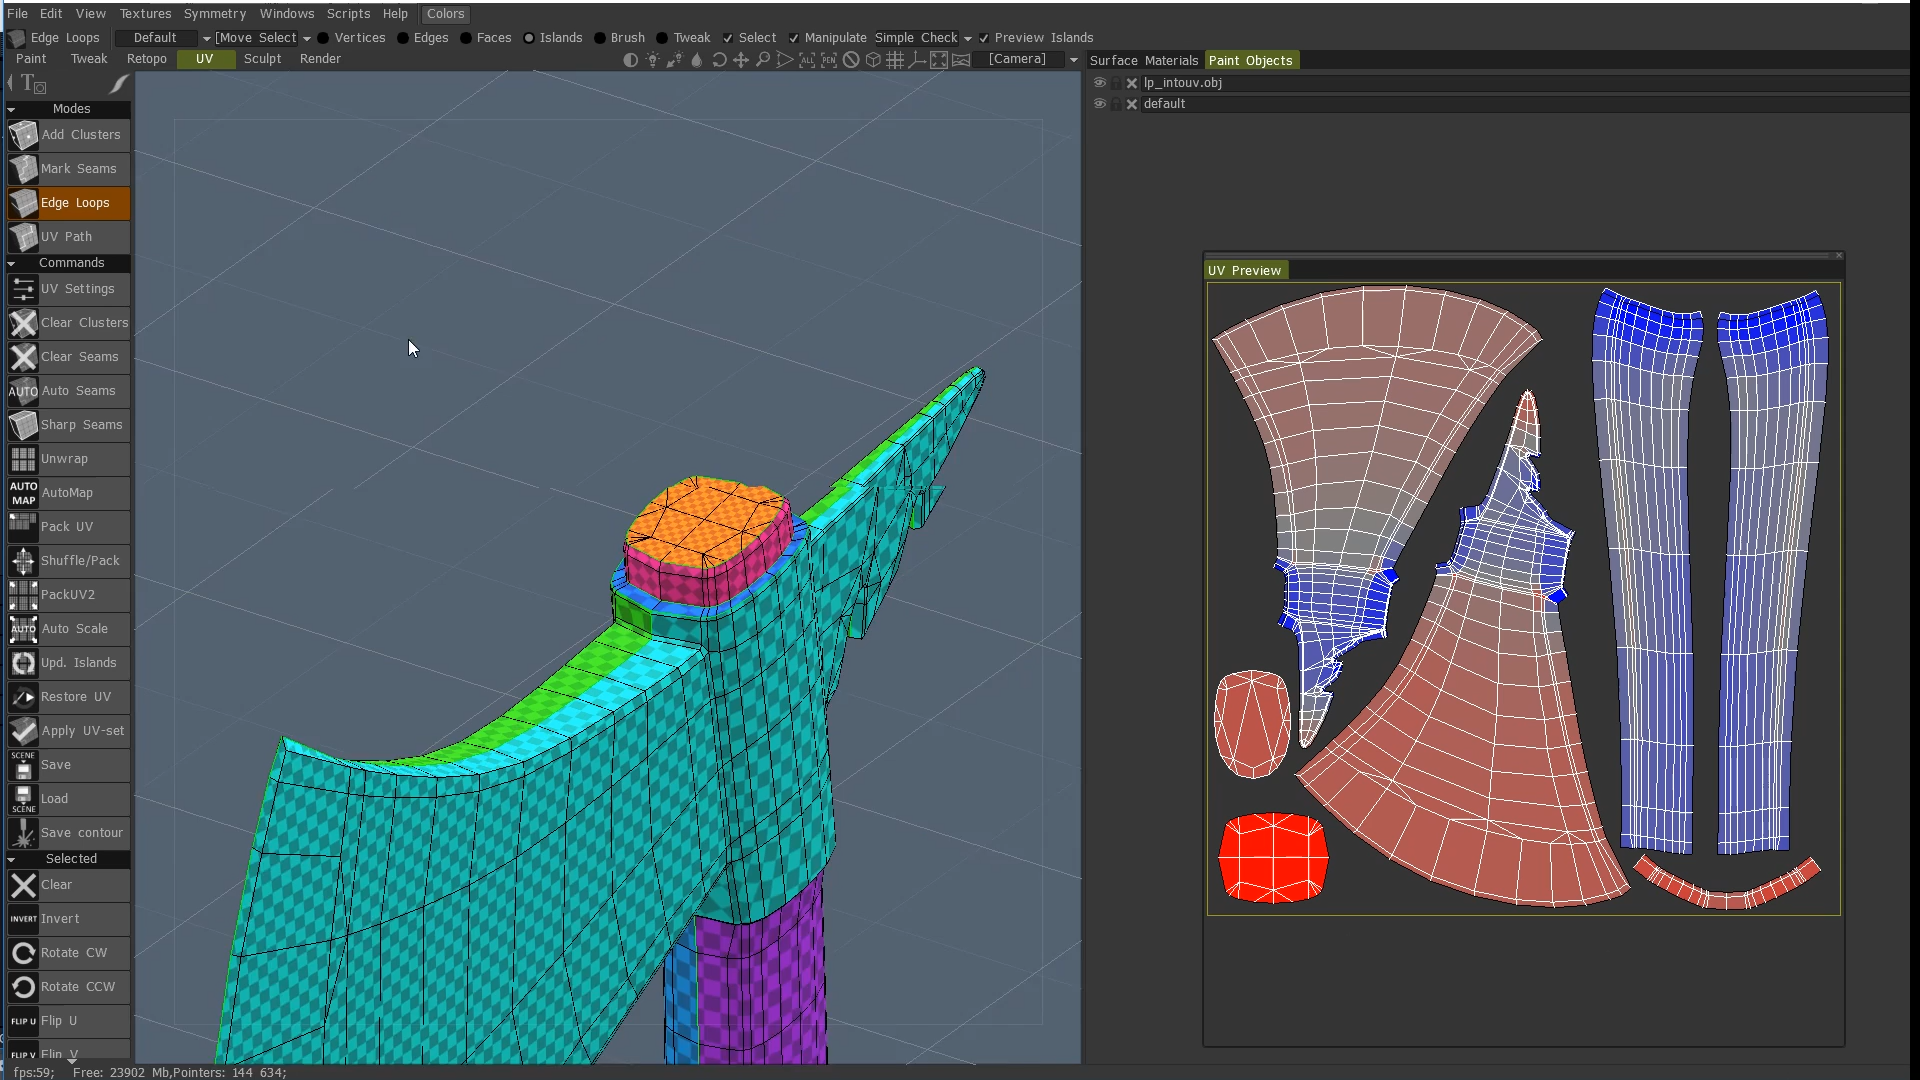 File Edit View Textures Symmetry Windows Scripts Help Colors
Edge Loops Default [Move Select Vertices Edges Faces Islands Brush Tweak Select Manipulate Simple Check Preview Islands
Paint Tweak Retopo UV Sculpt Render [Camera]
Surface Materials Paint Objects
lp_intouv.obj
default
Modes
Add Clusters
Mark Seams
Edge Loops
UV Path
Commands
UV Settings
Clear Clusters
Clear Seams
AUTO Auto Seams
Sharp Seams
Unwrap
AUTO MAP AutoMap
Pack UV
Shuffle/Pack
PackUV2
AUTO Auto Scale
Upd. Islands
Restore UV
Apply UV-set
SCENE Save
Load SCENE
Save contour
Selected
Clear
INVERT Invert
Rotate CW
Rotate CCW
FLIP U Flip U
FLIP V Flip V
UV Preview
fps:59; Free: 23902 Mb,Pointers: 144 634;